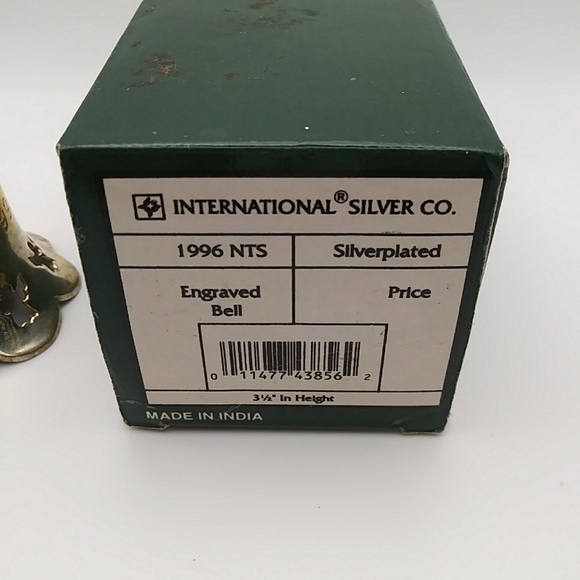 INTERNATIONAL® SILVER CO.
1996 NTS Silverplated
Engraved Price
Bell
0 11477 43856 2
3½" In Height
MADE IN INDIA